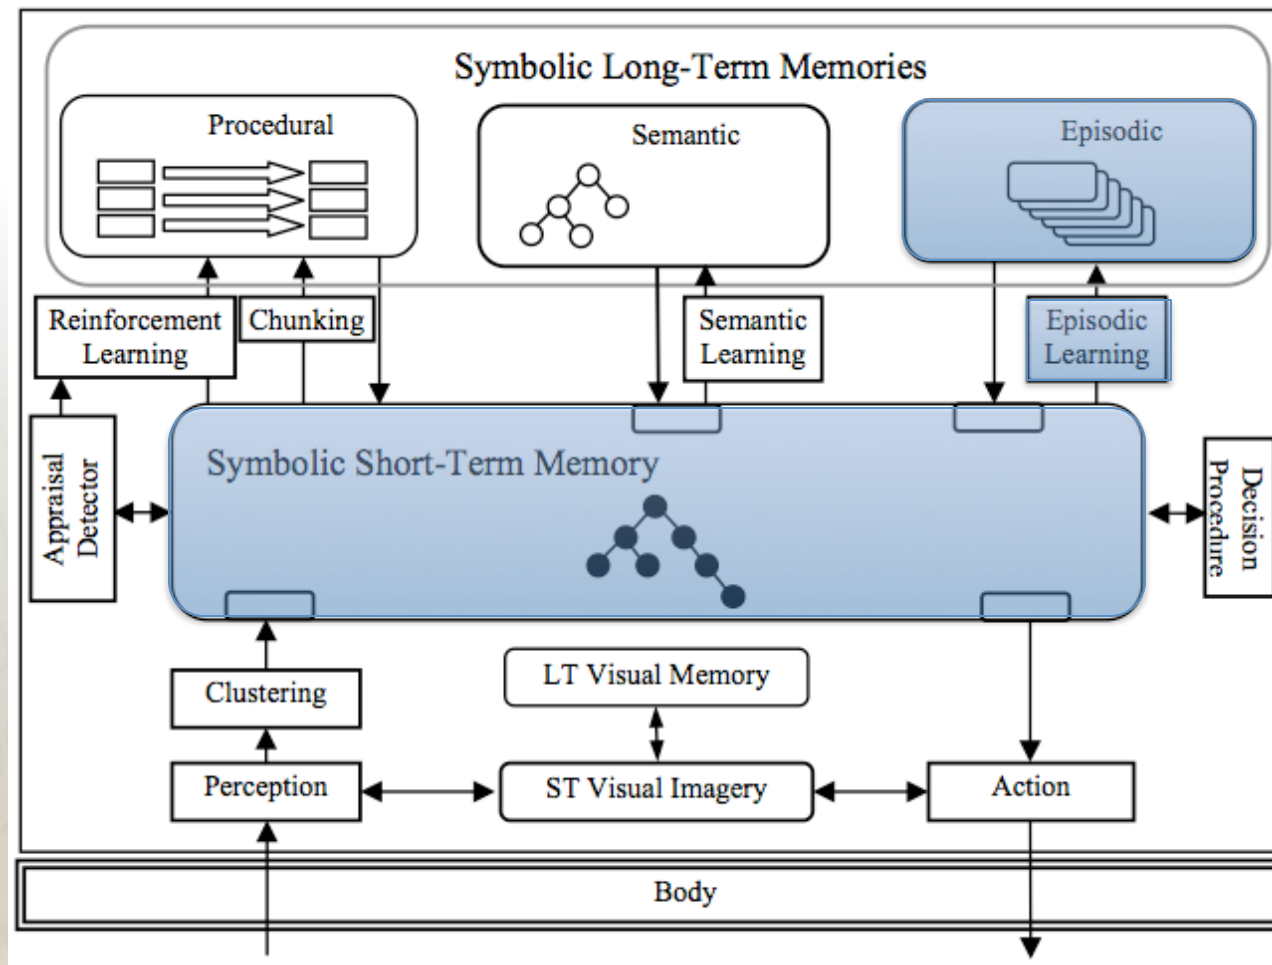 Symbolic Long-Term Memories
Procedural
Semantic
Episodic
Reinforcement
Learning
Chunking
Semantic
Learning
Episodic
Learning
Appraisal
Detector
Symbolic Short-Term Memory
Decision
Procedure
Clustering
LT Visual Memory
Perception
ST Visual Imagery
Action
Body